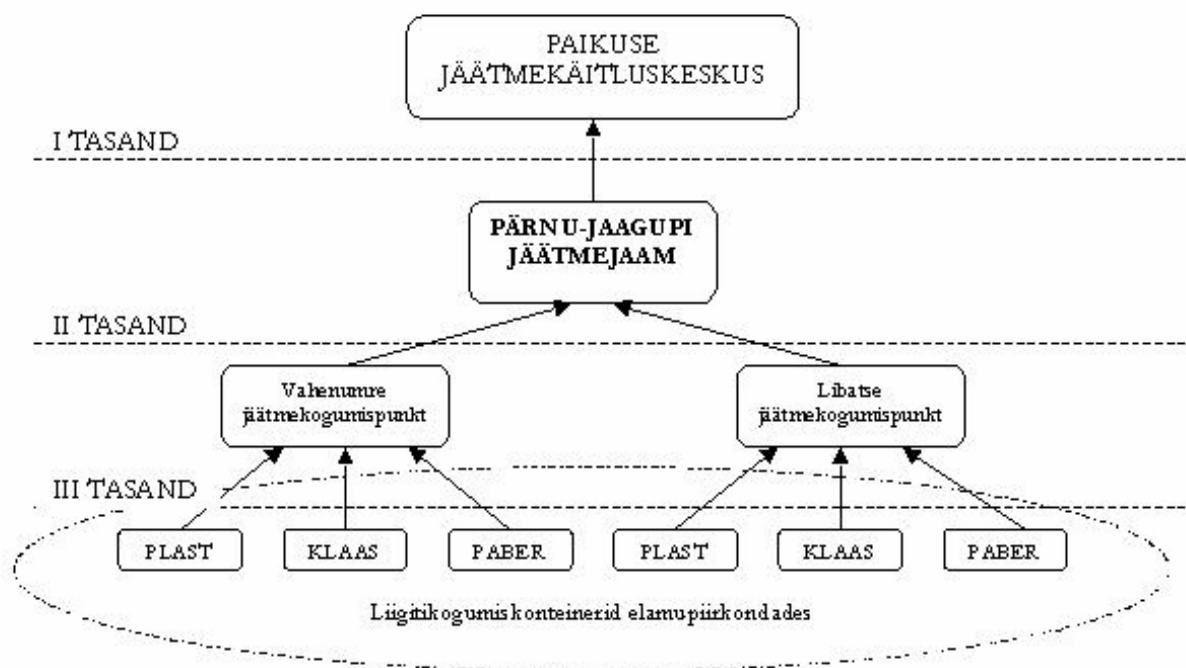 PAIKUSE
JÄÄTMEKÄITLUSKESKUS
I TASAND
PÄRNU-JAAGUPI
JÄÄTMEJAAM
II TASAND
Vahenurme
jäätmekogumispunkt
Libatse
jäätmekogumispunkt
III TASAND
PLAST
KLAAS
PABER
PLAST
KLAAS
PABER
Liigitikogumiskonteinerid elamupiirkondades